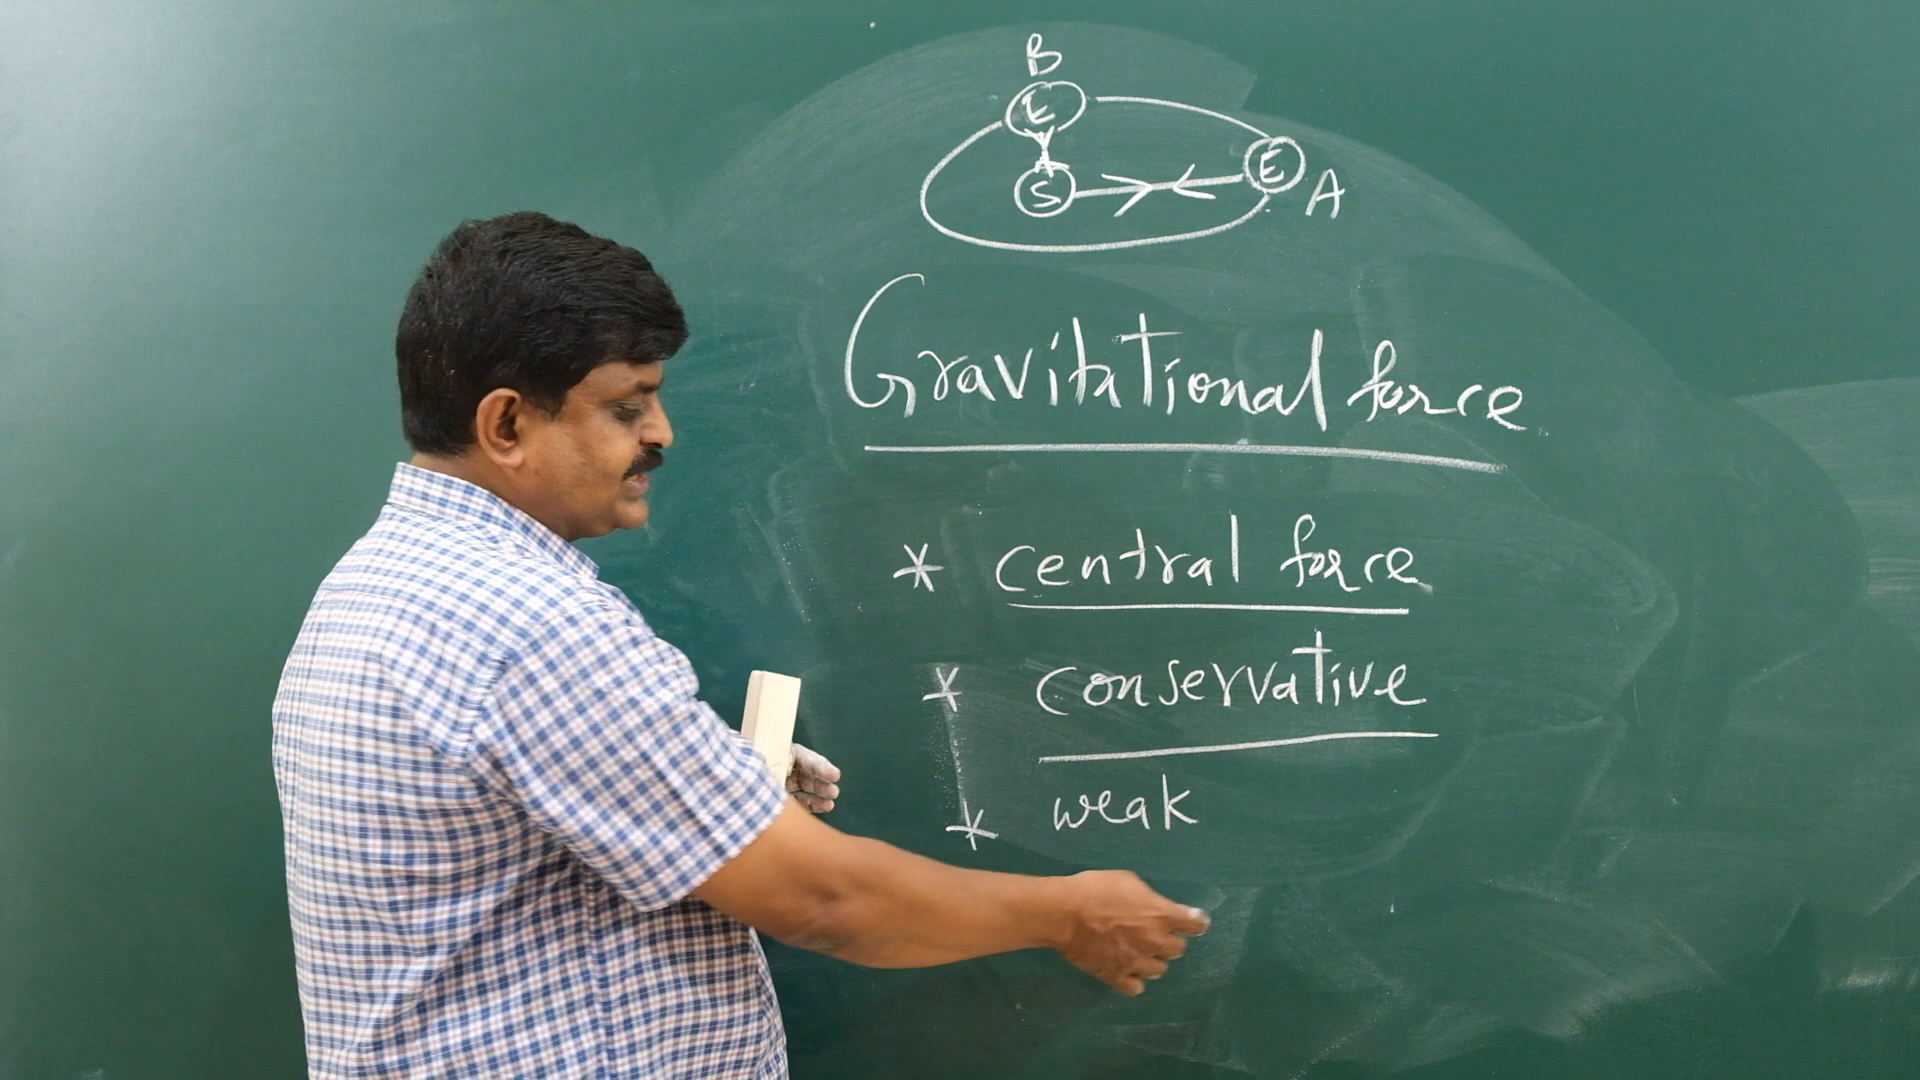 B
E
E
S
A
Gravitational force
* central force
* conservative
* weak